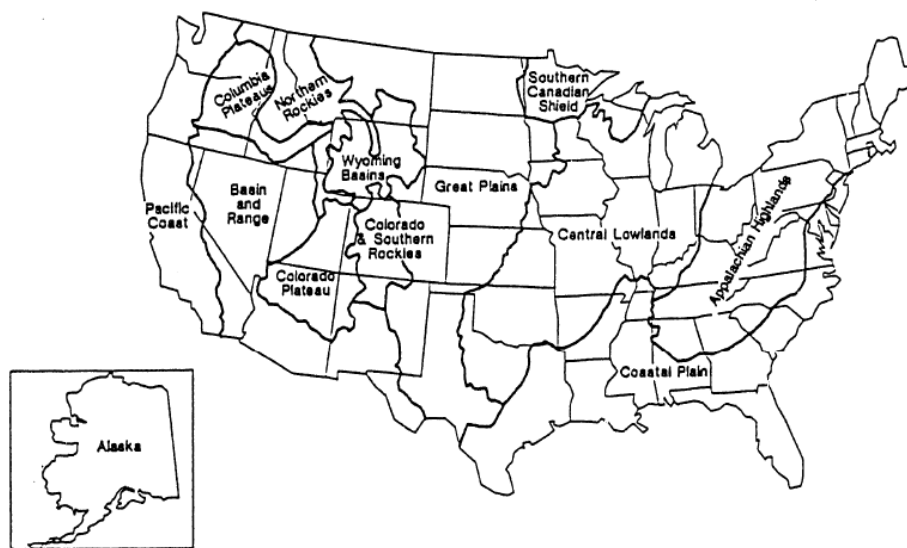 Southern
Canadian
Shield
Columbia
Plateaus
Northern
Rockies
Wyoming
Basins
Great Plains
Basin
and
Range
Pacific
Coast
Colorado
& Southern
Rockies
Central Lowlands
Appalachian Highlands
Colorado
Plateau
Coastal Plain
Alaska